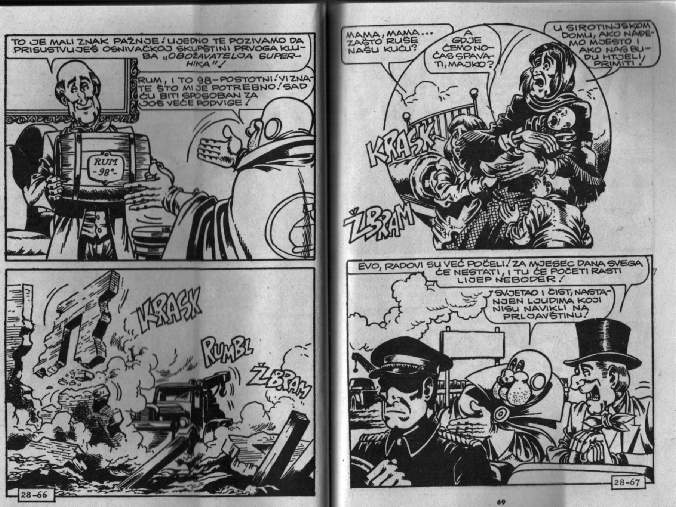 TO JE MALI ZNAK PAŽNJE! UJEDNO TE POZIVAMO DA
PRISUSTVUJEŠ OSNIVAČKOJ SKUPŠTINI PRVOGA KLU-
BA „OBOŽAVATELJA SUPER-
HIKA"!
RUM, I TO 98-POSTOTNI! VI ZNA-
TE ŠTO MI JE POTREBNO! SAD
ĆU BITI SPOSOBAN ZA
JOŠ VEĆE PODVIGE!
RUM
-98°-
KRASK
RUMBL
ŽBRAM
28-66
MAMA, MAMA...
ZAŠTO RUŠE
NAŠU KUĆU?
A
GDJE
ĆEMO NO-
ĆAS SPAVA-
TI, MAJKO?
U SIROTINJSKOM
DOMU, AKO NAĐE-
MO MJESTO I
AKO NAS BU-
DU HTJELI
PRIMITI!
KRASK
ŽBRAM
EVO, RADOVI SU VEĆ POČELI! ZA MJESEC DANA SVEGA
ĆE NESTATI, I TU ĆE POČETI RASTI
LIJEP NEBODER!
SVIJETAO I ČIST, NASTA-
NJEN LJUDIMA KOJI
NISU NAVIKLI NA
PRLJAVŠTINU!
28-67
69